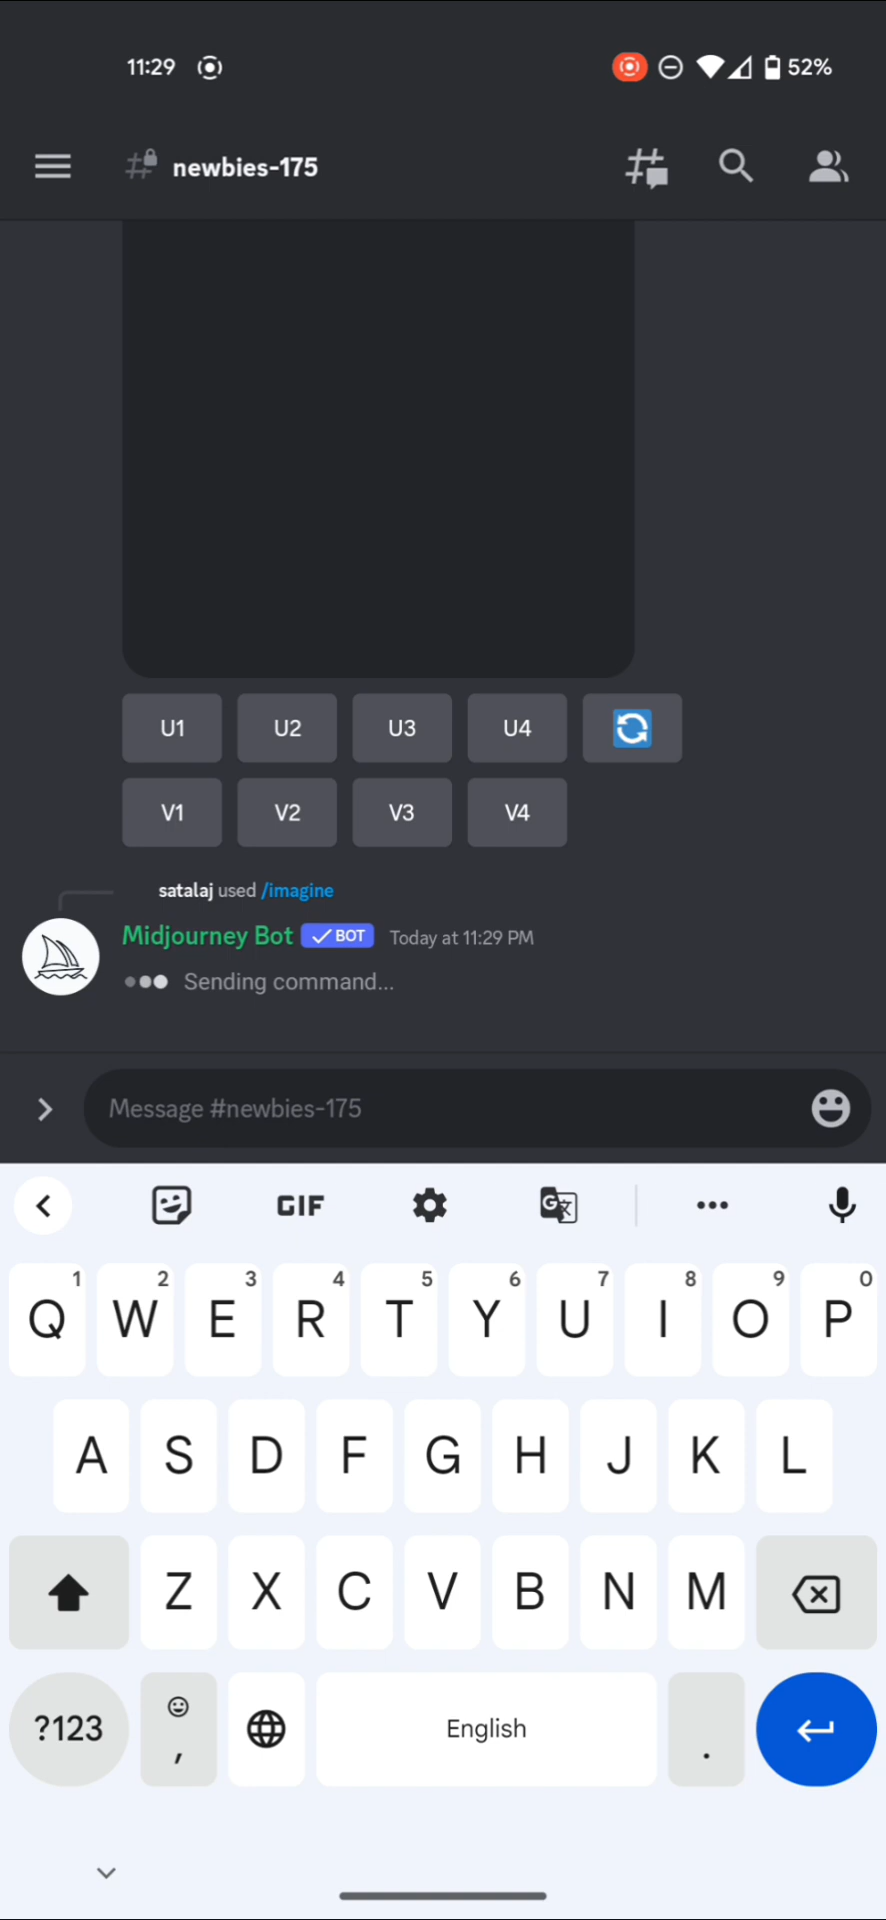 11:29 52%
newbies-175
U1 U2 U3 U4
V1 V2 V3 V4
satalaj used /imagine
Midjourney Bot BOT Today at 11:29 PM
Sending command...
Message #newbies-175
GIF
1 2 3 4 5 6 7 8 9 0
Q W E R T Y U I O P
A S D F G H J K L
Z X C V B N M
?123 , English .